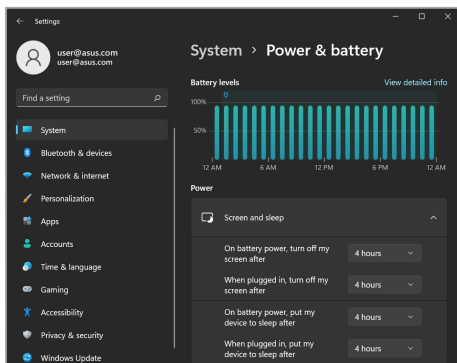 Settings
user@asus.com
user@asus.com
Find a setting
System
Bluetooth & devices
Network & internet
Personalization
Apps
Accounts
Time & language
Gaming
Accessibility
Privacy & security
Windows Update
System > Power & battery
Battery levels
View detailed info
100%
50%
12 AM 6 AM 12 PM 6 PM 12 AM
Power
Screen and sleep
On battery power, turn off my
screen after
4 hours
When plugged in, turn off my
screen after
4 hours
On battery power, put my
device to sleep after
4 hours
When plugged in, put my
device to sleep after
4 hours